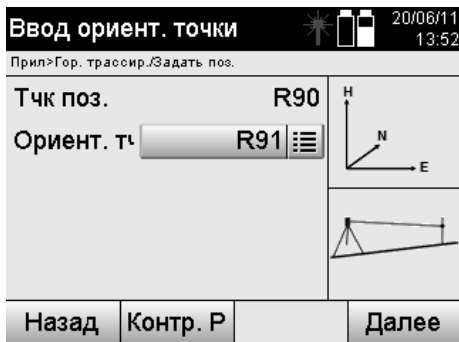 Ввод ориент. точки
20/06/11
13:52
Прил>Гор. трассир./Задать поз.
Тчк поз. R90
Ориент. тч R91
H
N
E
Назад Контр. P Далее